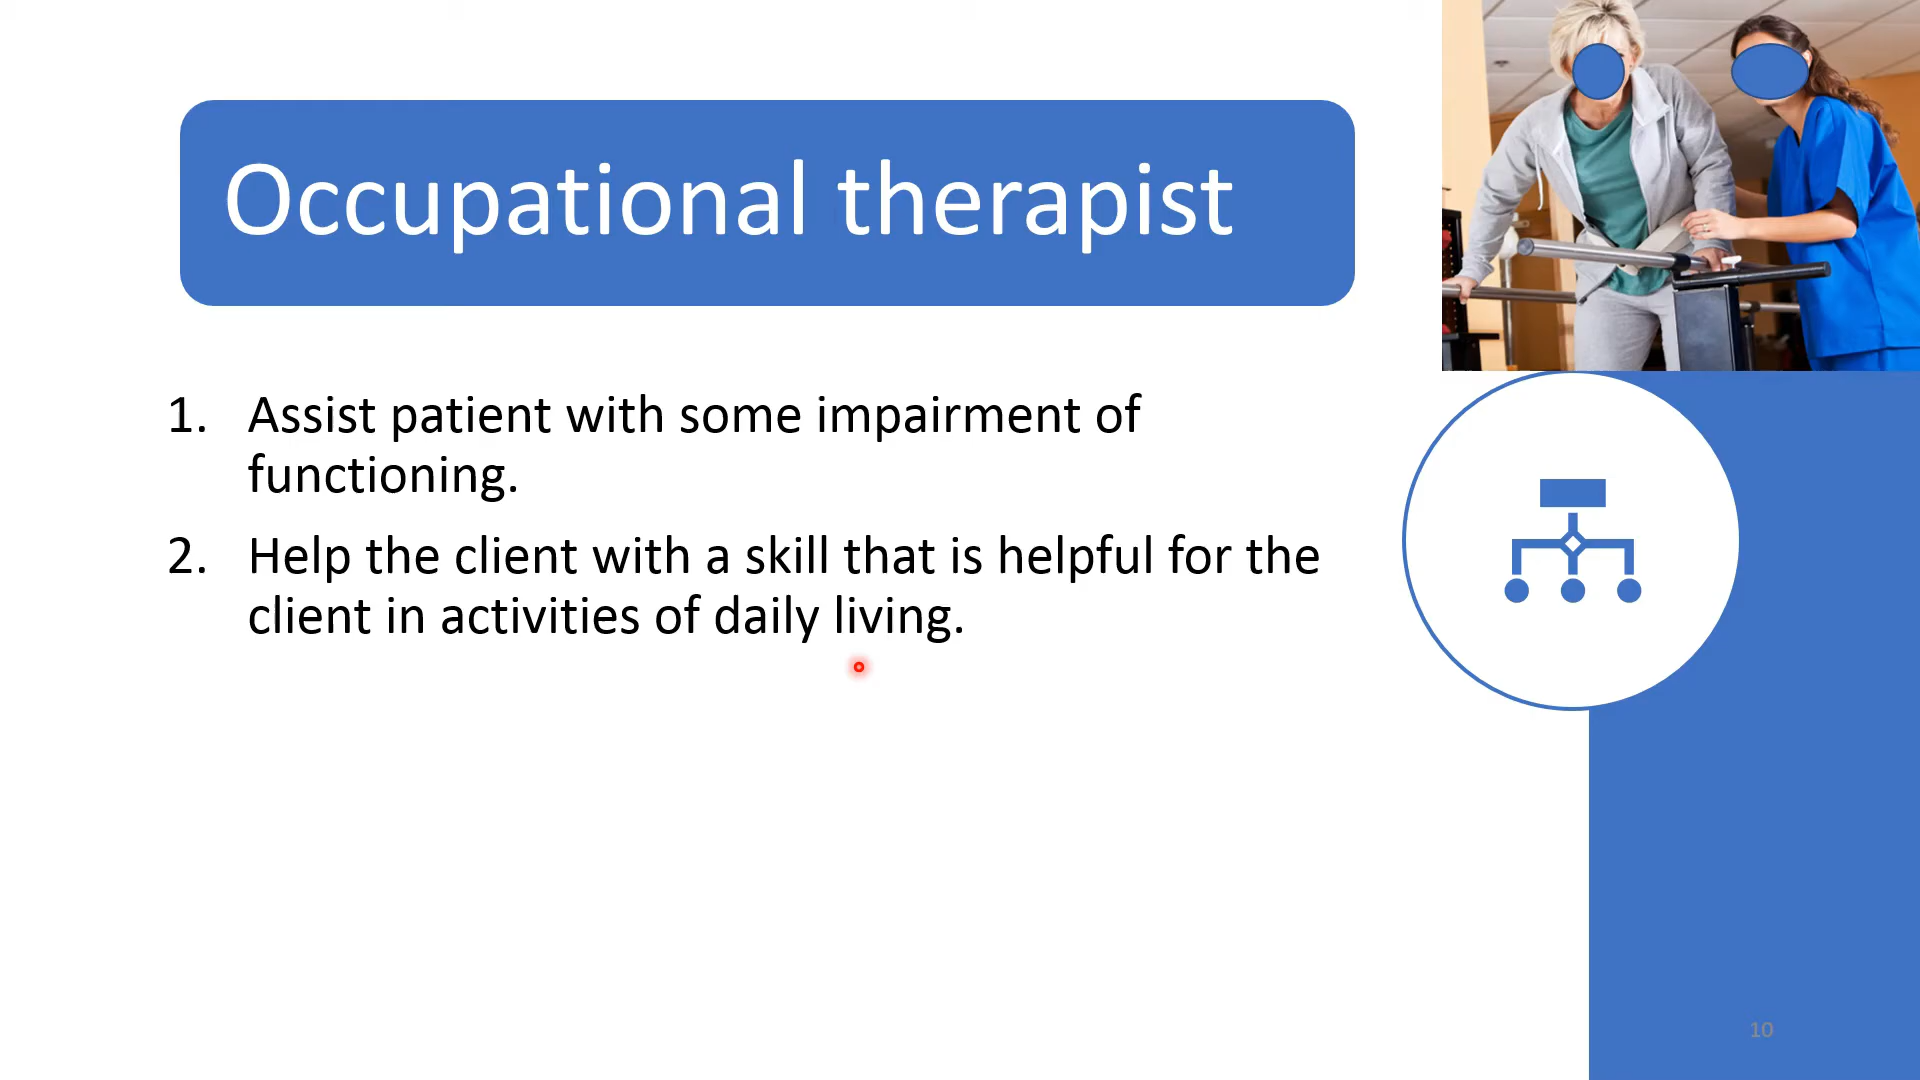 Occupational therapist
1. Assist patient with some impairment of
functioning.
2. Help the client with a skill that is helpful for the
client in activities of daily living.
10